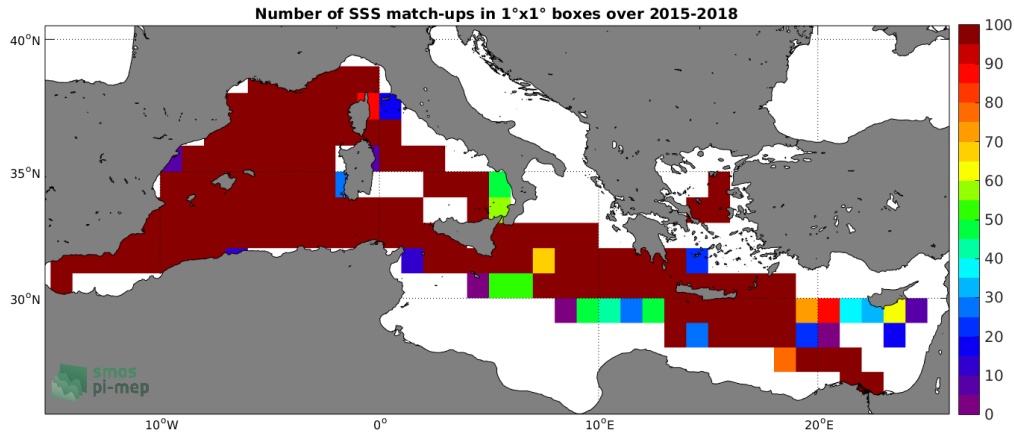 Number of SSS match-ups in 1°x1° boxes over 2015-2018
40°N
35°N
30°N
10°W
0°
10°E
20°E
100
90
80
70
60
50
40
30
20
10
0
smos
pi-mep